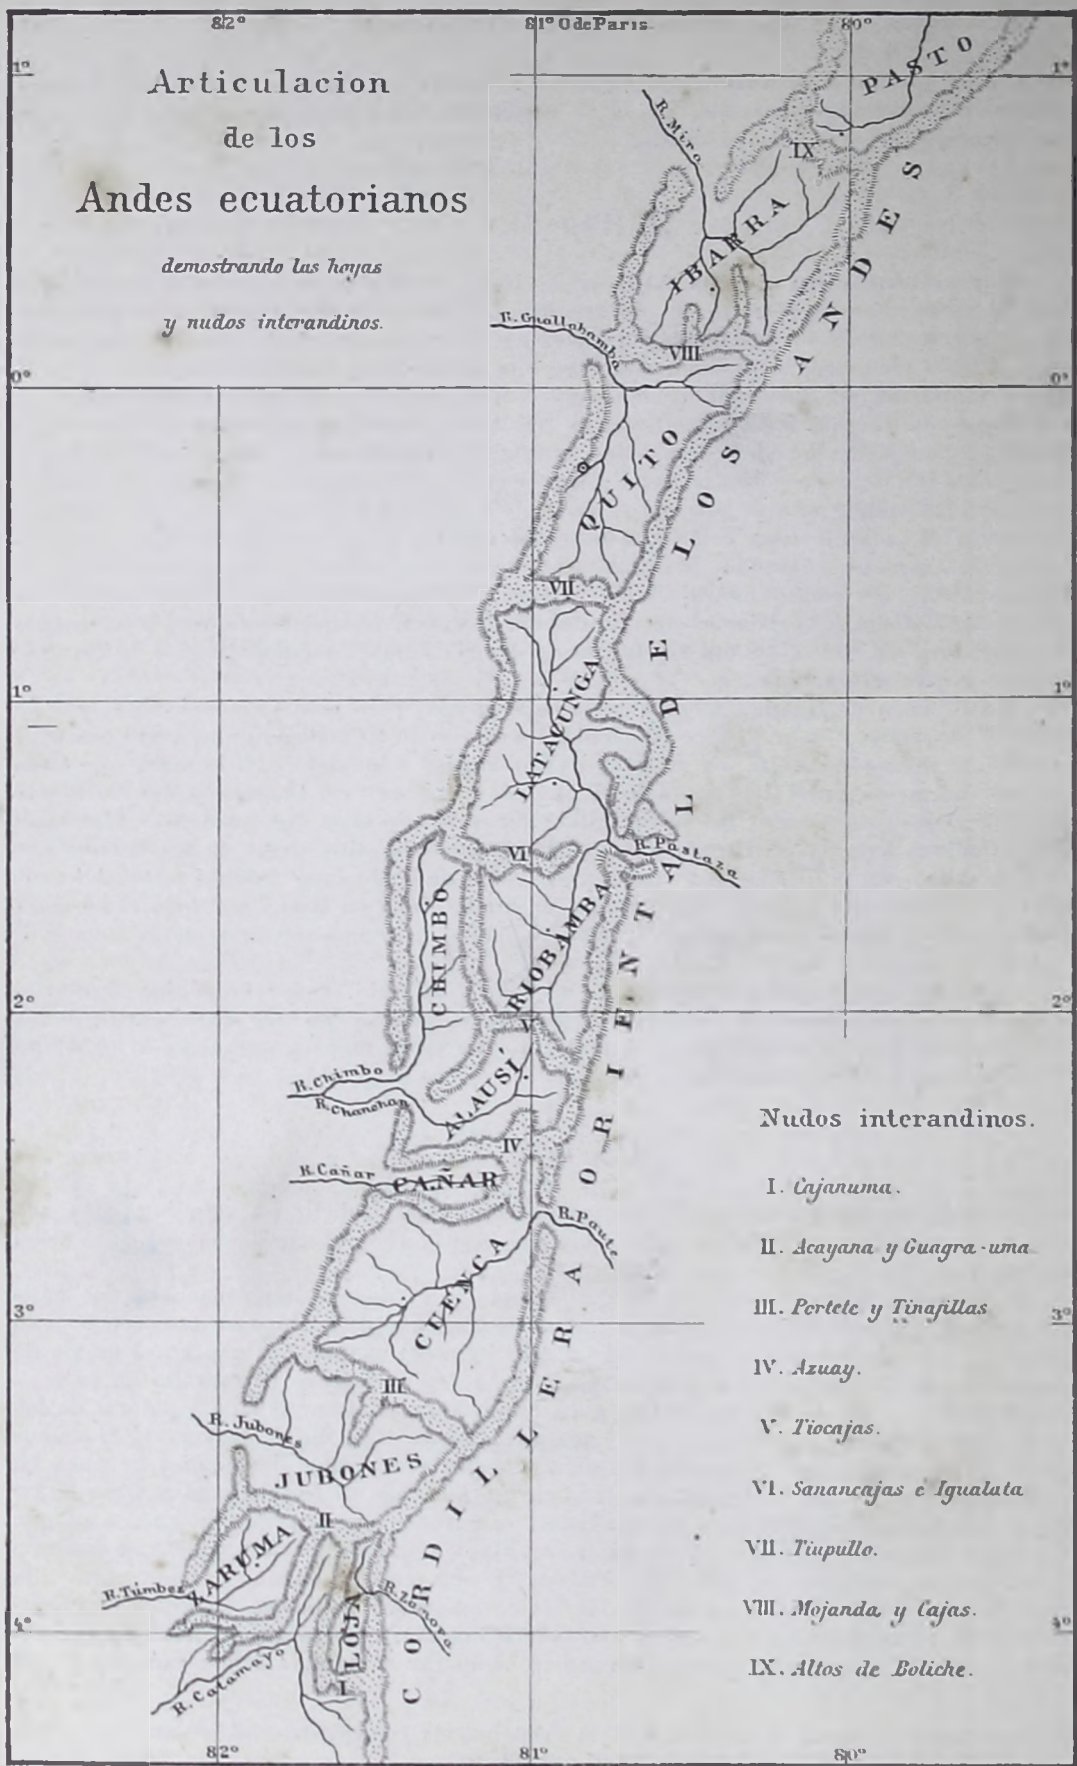 82°
81° O de Paris.
80°
1°
1°
Articulacion
de los
Andes ecuatorianos
demostrando las hoyas
y nudos interandinos.
PASTO
R. Mira
IX
IBARRA
R. Guallabamba
VIII
0°
0°
QUITO
VII
1°
1°
LATACUNGA
VI
R. Pastaza
CHIMBO
RIOBAMBA
2°
2°
V
R. Chimbo
R. Chanchan
ALAUSÍ
IV
R. Cañar
CAÑAR
R. Paute
CUENCA
3°
3°
III
R. Jubones
JUBONES
II
ZARUMA
R. Túmbez
R. Zamora
LOJA
4°
4°
R. Catamayo
I
CORDILLERA ORIENTAL DE LOS ANDES
Nudos interandinos.
I. Cajanuma.
II. Acayana y Guagra-uma
III. Portete y Tinajillas
IV. Azuay.
V. Tiocajas.
VI. Sanancajas e Igualata
VII. Tiupullo.
VIII. Mojanda y Cajas.
IX. Altos de Boliche.
82°
81°
80°